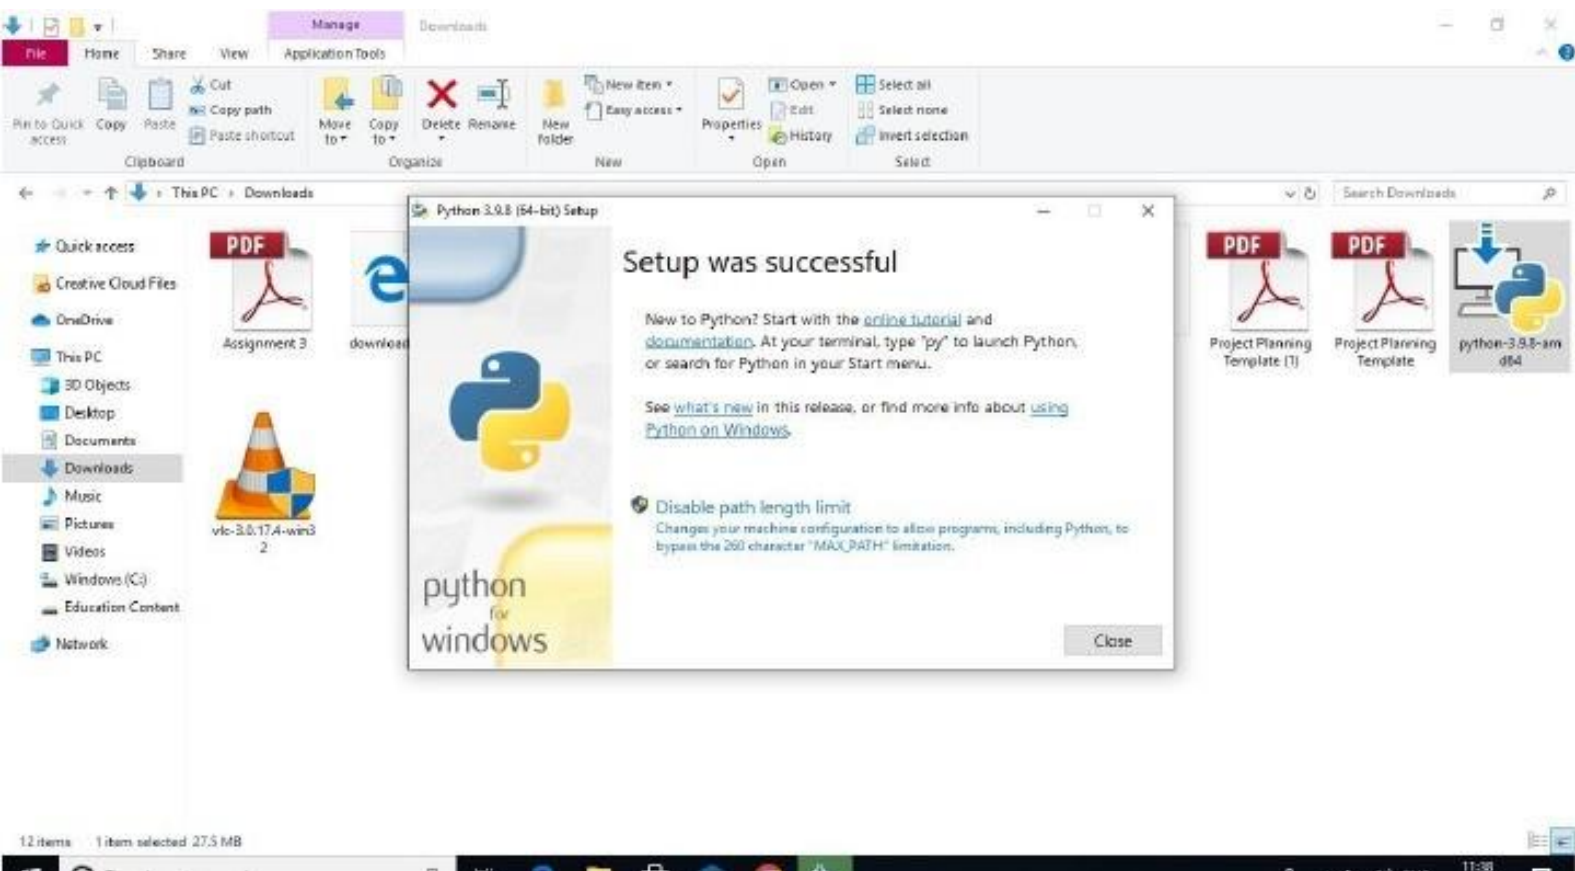 Manage
Downloads
File Home Share View Application Tools
Pin to Quick access
Copy
Paste
Cut
Copy path
Paste shortcut
Clipboard
Move to
Copy to
Delete
Rename
Organize
New folder
New item
Easy access
New
Properties
Open
Edit
History
Open
Select all
Select none
Invert selection
Select
This PC › Downloads
Search Downloads
Quick access
Creative Cloud Files
OneDrive
This PC
3D Objects
Desktop
Documents
Downloads
Music
Pictures
Videos
Windows (C:)
Education Content
Network
PDF
Assignment 3
download
vlc-3.0.17.4-win3
2
Python 3.9.8 (64-bit) Setup
Setup was successful
New to Python? Start with the online tutorial and
documentation. At your terminal, type "py" to launch Python,
or search for Python in your Start menu.
See what's new in this release, or find more info about using
Python on Windows.
Disable path length limit
Changes your machine configuration to allow programs, including Python, to
bypass the 260 character "MAX_PATH" limitation.
python
for
windows
Close
PDF
Project Planning
Template (1)
PDF
Project Planning
Template
python-3.9.8-am
d64
12 items 1 item selected 27.5 MB
11:38